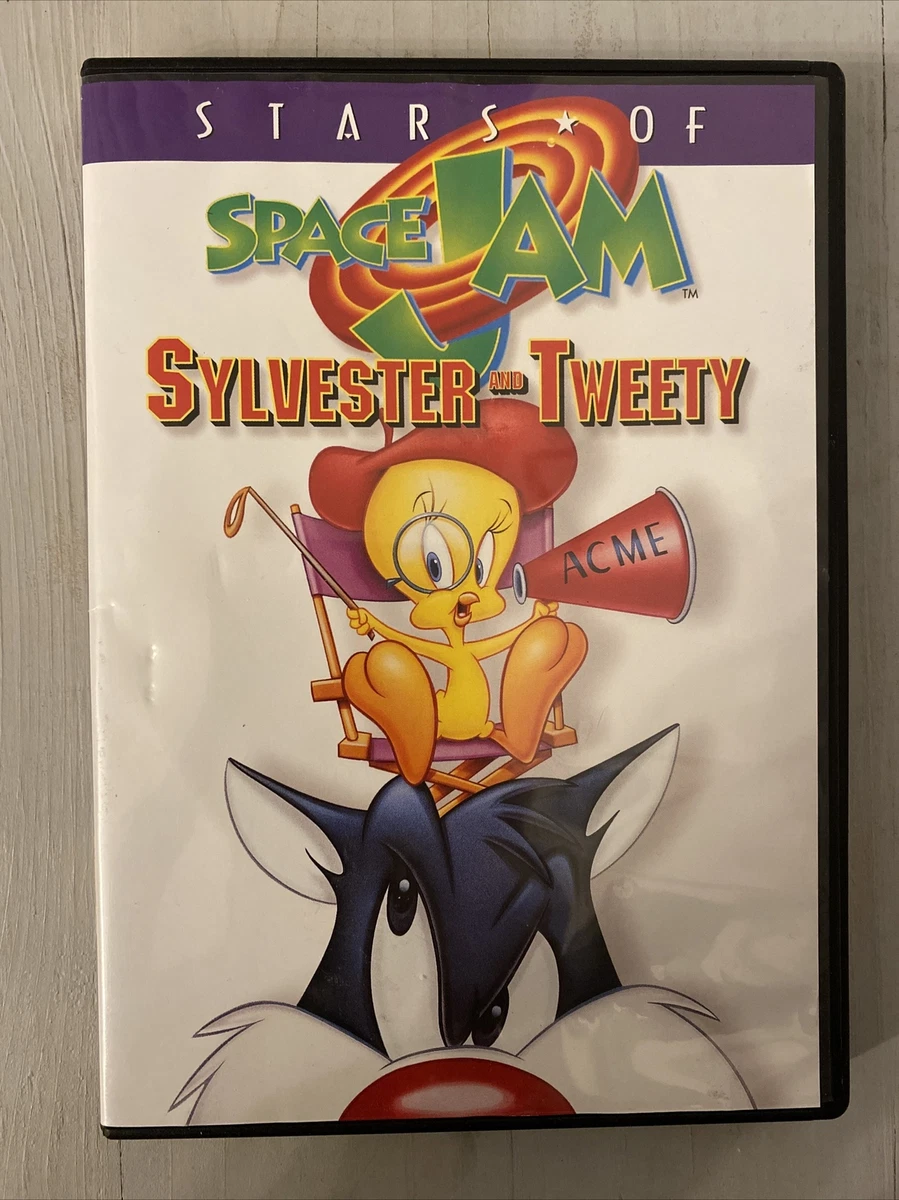 STARS★OF
SPACE JAM™
SYLVESTER AND TWEETY
ACME